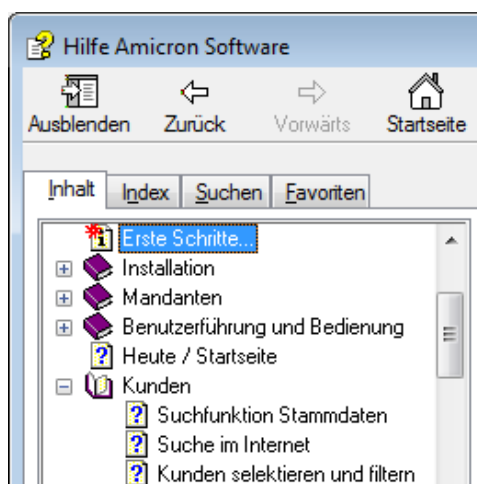 Hilfe Amicron Software
Ausblenden Zurück Vorwärts Startseite
Inhalt Index Suchen Favoriten
Erste Schritte...
Installation
Mandanten
Benutzerführung und Bedienung
Heute / Startseite
Kunden
Suchfunktion Stammdaten
Suche im Internet
Kunden selektieren und filtern